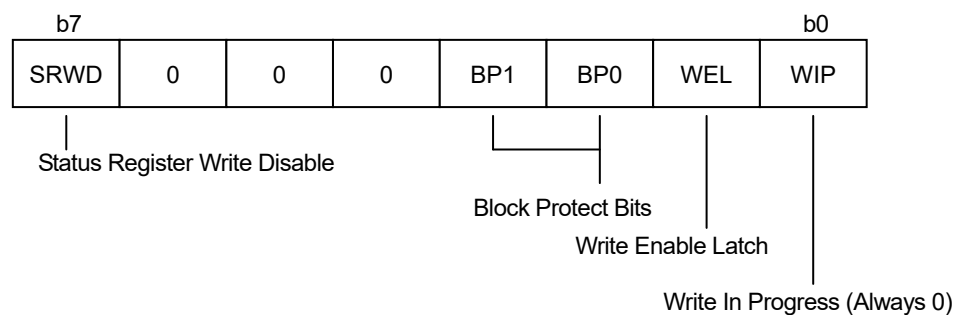 b7 b0
SRWD 0 0 0 BP1 BP0 WEL WIP
Status Register Write Disable
Block Protect Bits
Write Enable Latch
Write In Progress (Always 0)